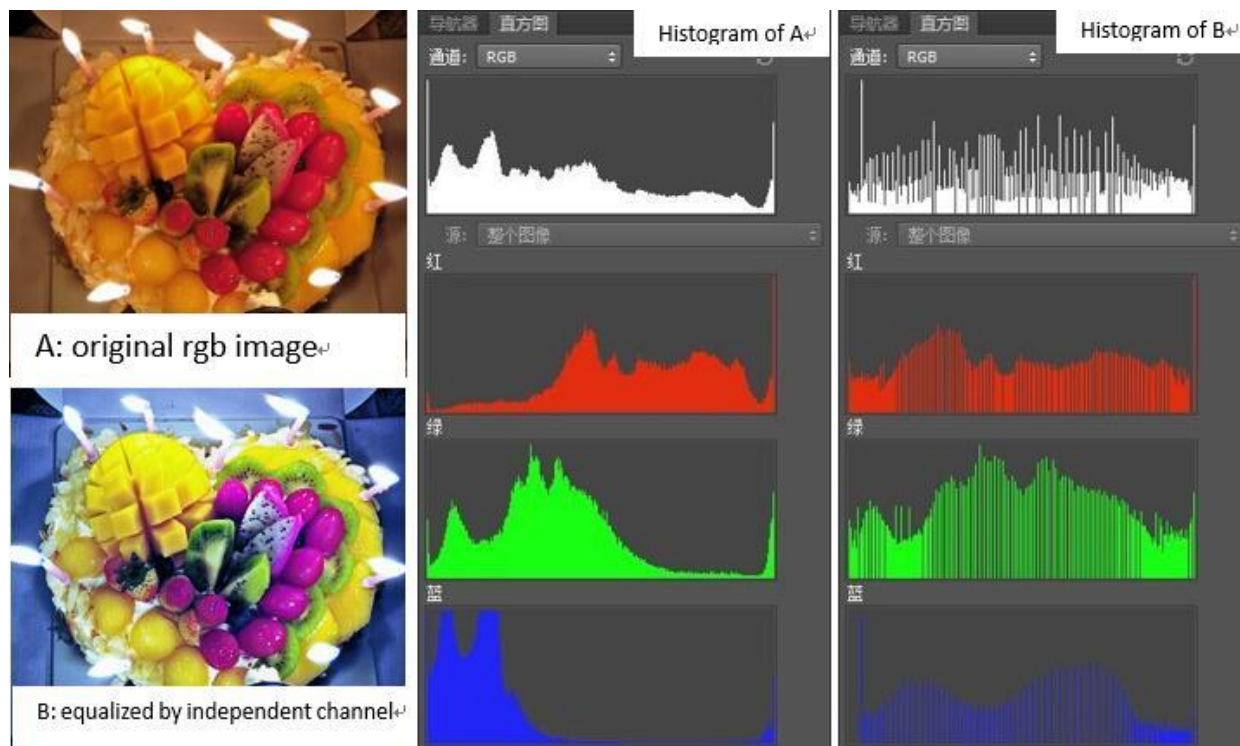 A: original rgb image↵
B: equalized by independent channel↵
导航器 直方图
Histogram of A↵
通道: RGB
源: 整个图像
红
绿
蓝
导航器 直方图
Histogram of B↵
通道: RGB
源: 整个图像
红
绿
蓝